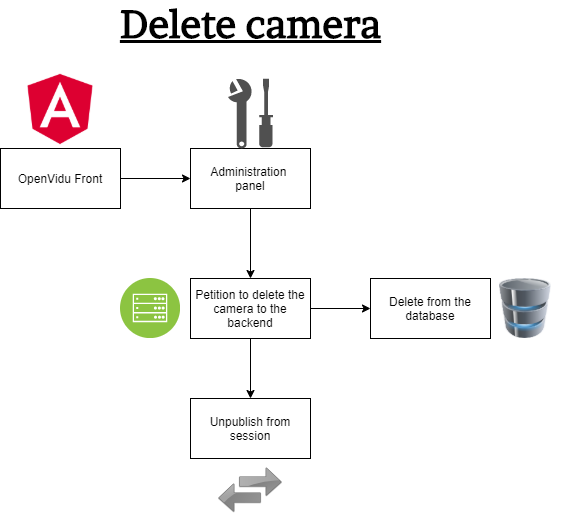 Delete camera
A
OpenVidu Front
Administration
panel
Petition to delete the
camera to the
backend
Delete from the
database
Unpublish from
session